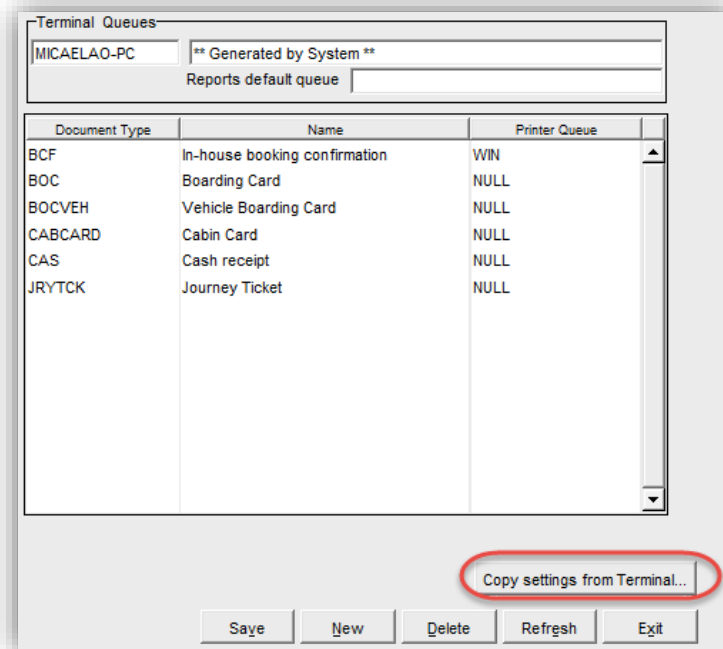 Terminal Queues
MICAELAO-PC ** Generated by System **
Reports default queue
Document Type Name Printer Queue
BCF In-house booking confirmation WIN
BOC Boarding Card NULL
BOCVEH Vehicle Boarding Card NULL
CABCARD Cabin Card NULL
CAS Cash receipt NULL
JRYTCK Journey Ticket NULL
Copy settings from Terminal...
Save New Delete Refresh Exit